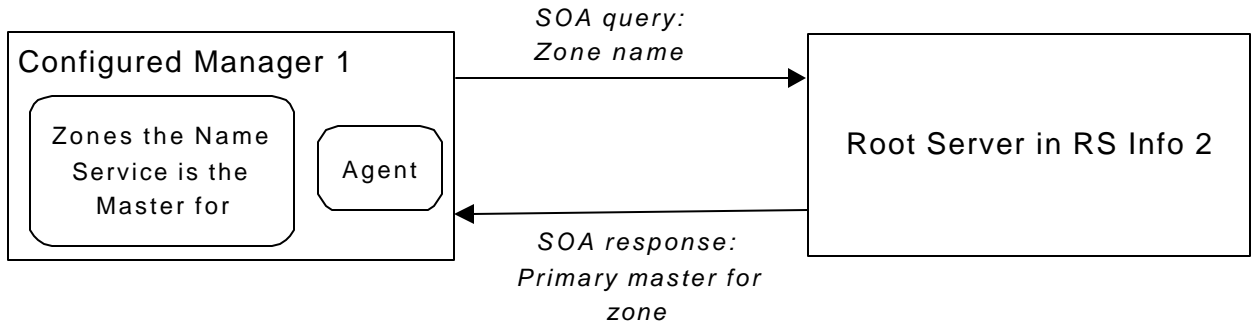 SOA query:
Zone name
Configured Manager 1
Zones the Name
Service is the
Master for
Agent
Root Server in RS Info 2
SOA response:
Primary master for
zone